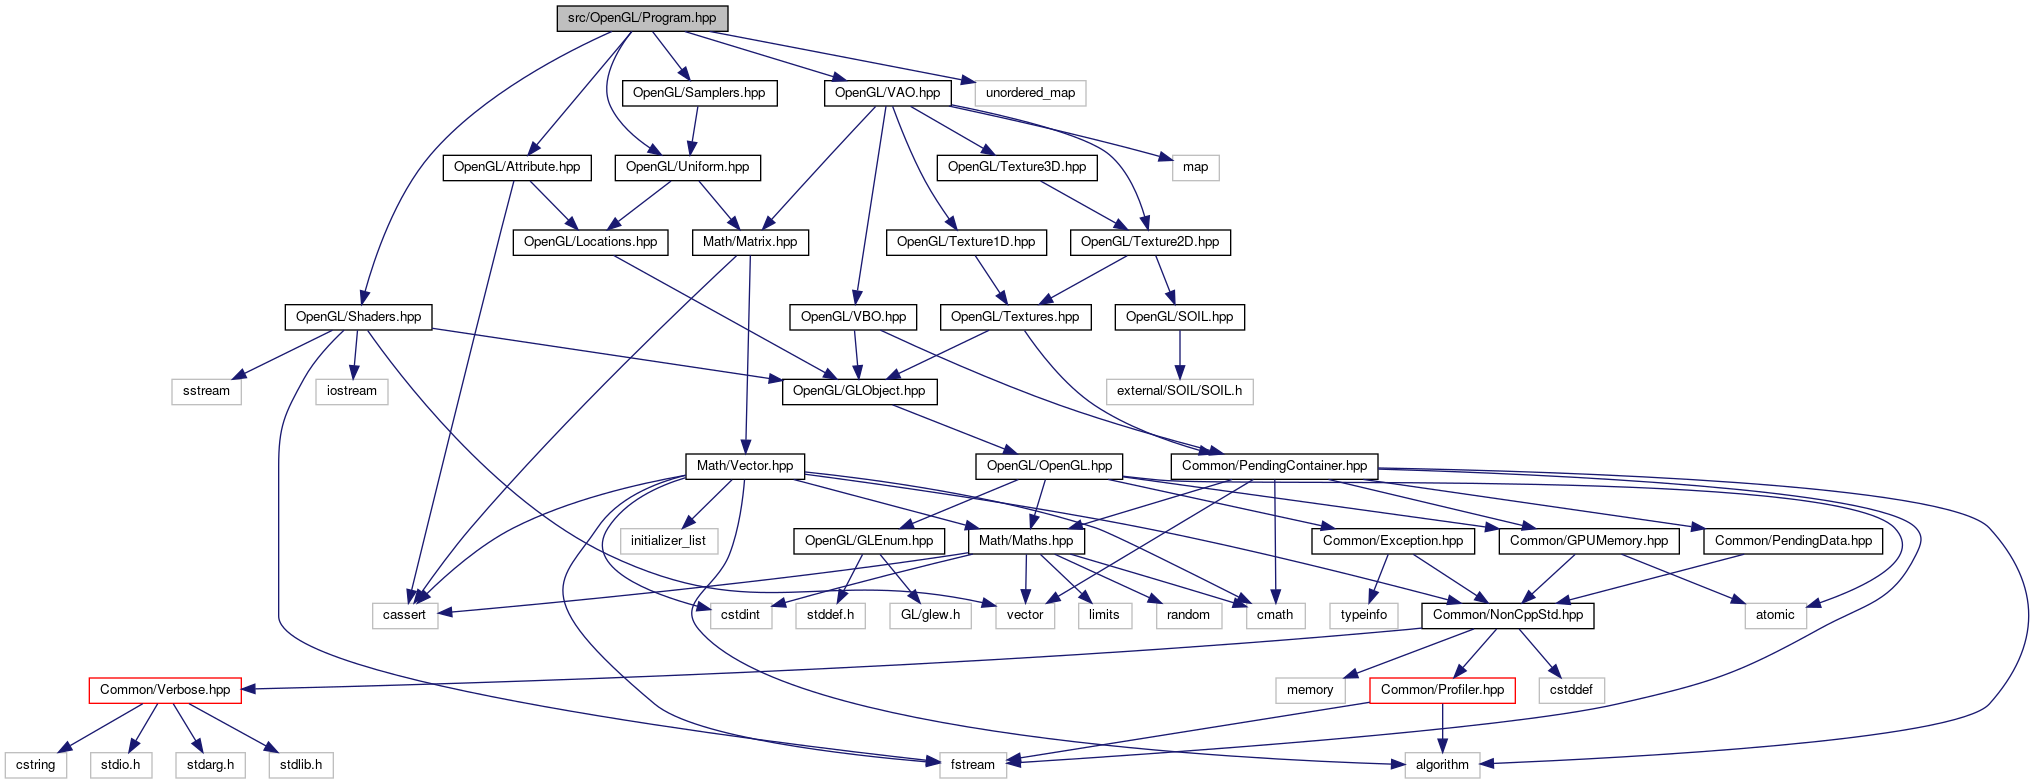 src/OpenGL/Program.hpp
OpenGL/Samplers.hpp
OpenGL/VAO.hpp
unordered_map
OpenGL/Attribute.hpp
OpenGL/Uniform.hpp
OpenGL/Texture3D.hpp
map
OpenGL/Locations.hpp
Math/Matrix.hpp
OpenGL/Texture1D.hpp
OpenGL/Texture2D.hpp
OpenGL/Shaders.hpp
OpenGL/VBO.hpp
OpenGL/Textures.hpp
OpenGL/SOIL.hpp
sstream
iostream
OpenGL/GLObject.hpp
external/SOIL/SOIL.h
Math/Vector.hpp
OpenGL/OpenGL.hpp
Common/PendingContainer.hpp
initializer_list
OpenGL/GLEnum.hpp
Math/Maths.hpp
Common/Exception.hpp
Common/GPUMemory.hpp
Common/PendingData.hpp
cassert
cstdint
stddef.h
GL/glew.h
vector
limits
random
cmath
typeinfo
Common/NonCppStd.hpp
atomic
Common/Verbose.hpp
memory
Common/Profiler.hpp
cstddef
cstring
stdio.h
stdarg.h
stdlib.h
fstream
algorithm